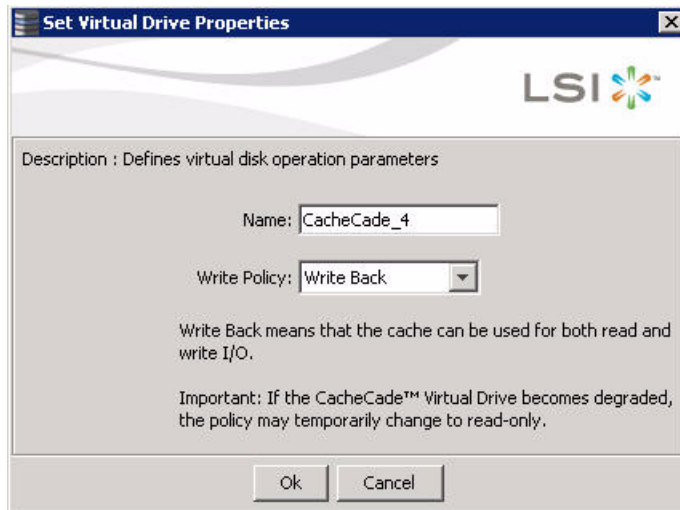 Set Virtual Drive Properties
LSI
Description : Defines virtual disk operation parameters
Name: CacheCade_4
Write Policy: Write Back
Write Back means that the cache can be used for both read and
write I/O.
Important: If the CacheCade™ Virtual Drive becomes degraded,
the policy may temporarily change to read-only.
Ok Cancel